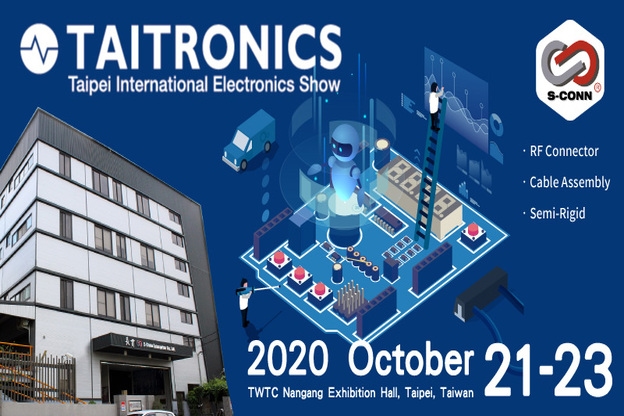 TAITRONICS
Taipei International Electronics Show
S-CONN
®
· RF Connector
· Cable Assembly
· Semi-Rigid
8888
2020 October 21-23
TWTC Nangang Exhibition Hall, Taipei, Taiwan